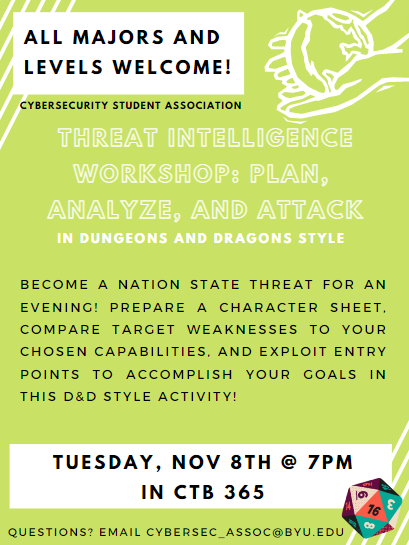 ALL MAJORS AND
LEVELS WELCOME!
CYBERSECURITY STUDENT ASSOCIATION
THREAT INTELLIGENCE
WORKSHOP: PLAN,
ANALYZE, AND ATTACK
IN DUNGEONS AND DRAGONS STYLE
BECOME A NATION STATE THREAT FOR AN
EVENING! PREPARE A CHARACTER SHEET,
COMPARE TARGET WEAKNESSES TO YOUR
CHOSEN CAPABILITIES, AND EXPLOIT ENTRY
POINTS TO ACCOMPLISH YOUR GOALS IN
THIS D&D STYLE ACTIVITY!
TUESDAY, NOV 8TH @ 7PM
IN CTB 365
6
16
QUESTIONS? EMAIL CYBERSEC_ASSOC@BYU.EDU